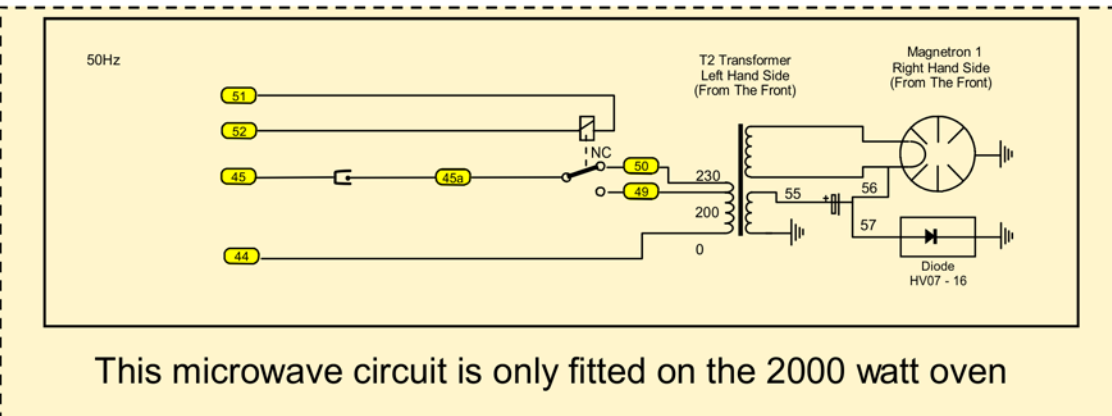 50Hz
T2 Transformer
Left Hand Side
(From The Front)
Magnetron 1
Right Hand Side
(From The Front)
51
52
NC
45
45a
50
49
230
200
0
44
55
+
56
57
Diode
HV07 - 16
This microwave circuit is only fitted on the 2000 watt oven